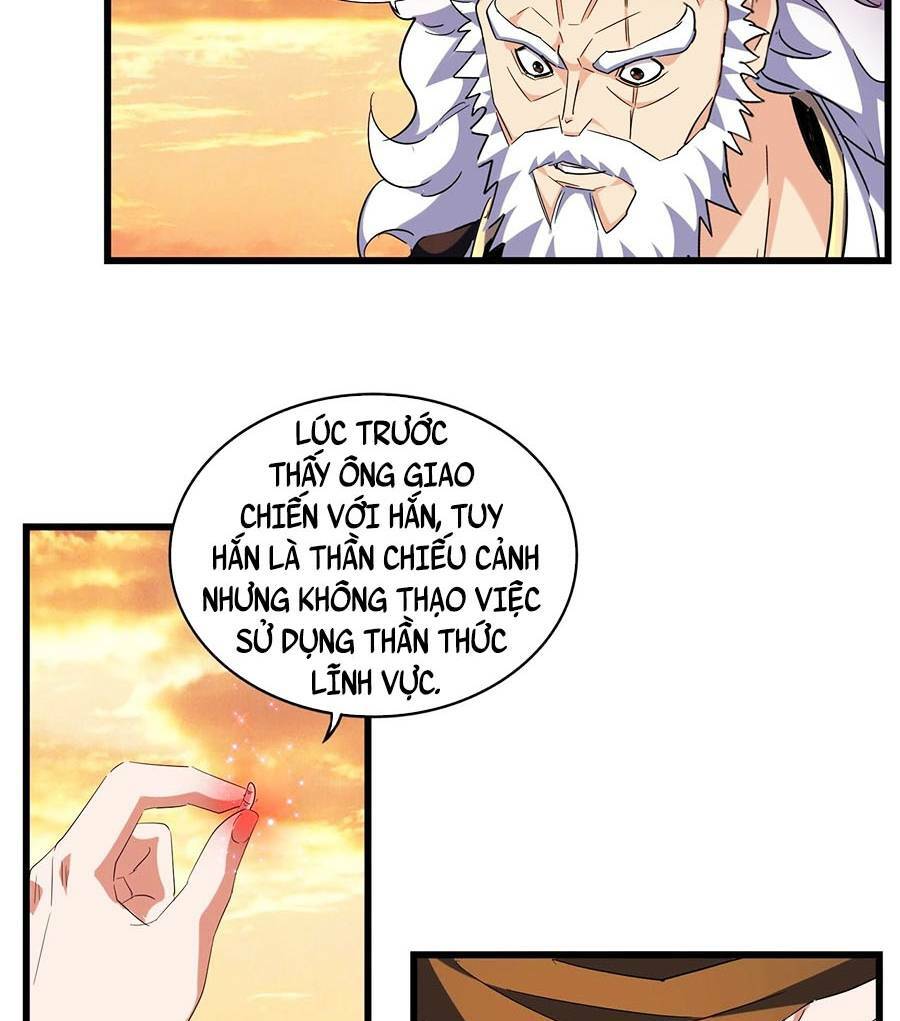 LÚC TRƯỚC
THẤY ÔNG GIAO
CHIẾN VỚI HẮN, TUY
HẮN LÀ THẦN CHIẾU CẢNH
NHƯNG KHÔNG THẠO VIỆC
SỬ DỤNG THẦN THỨC
LĨNH VỰC.